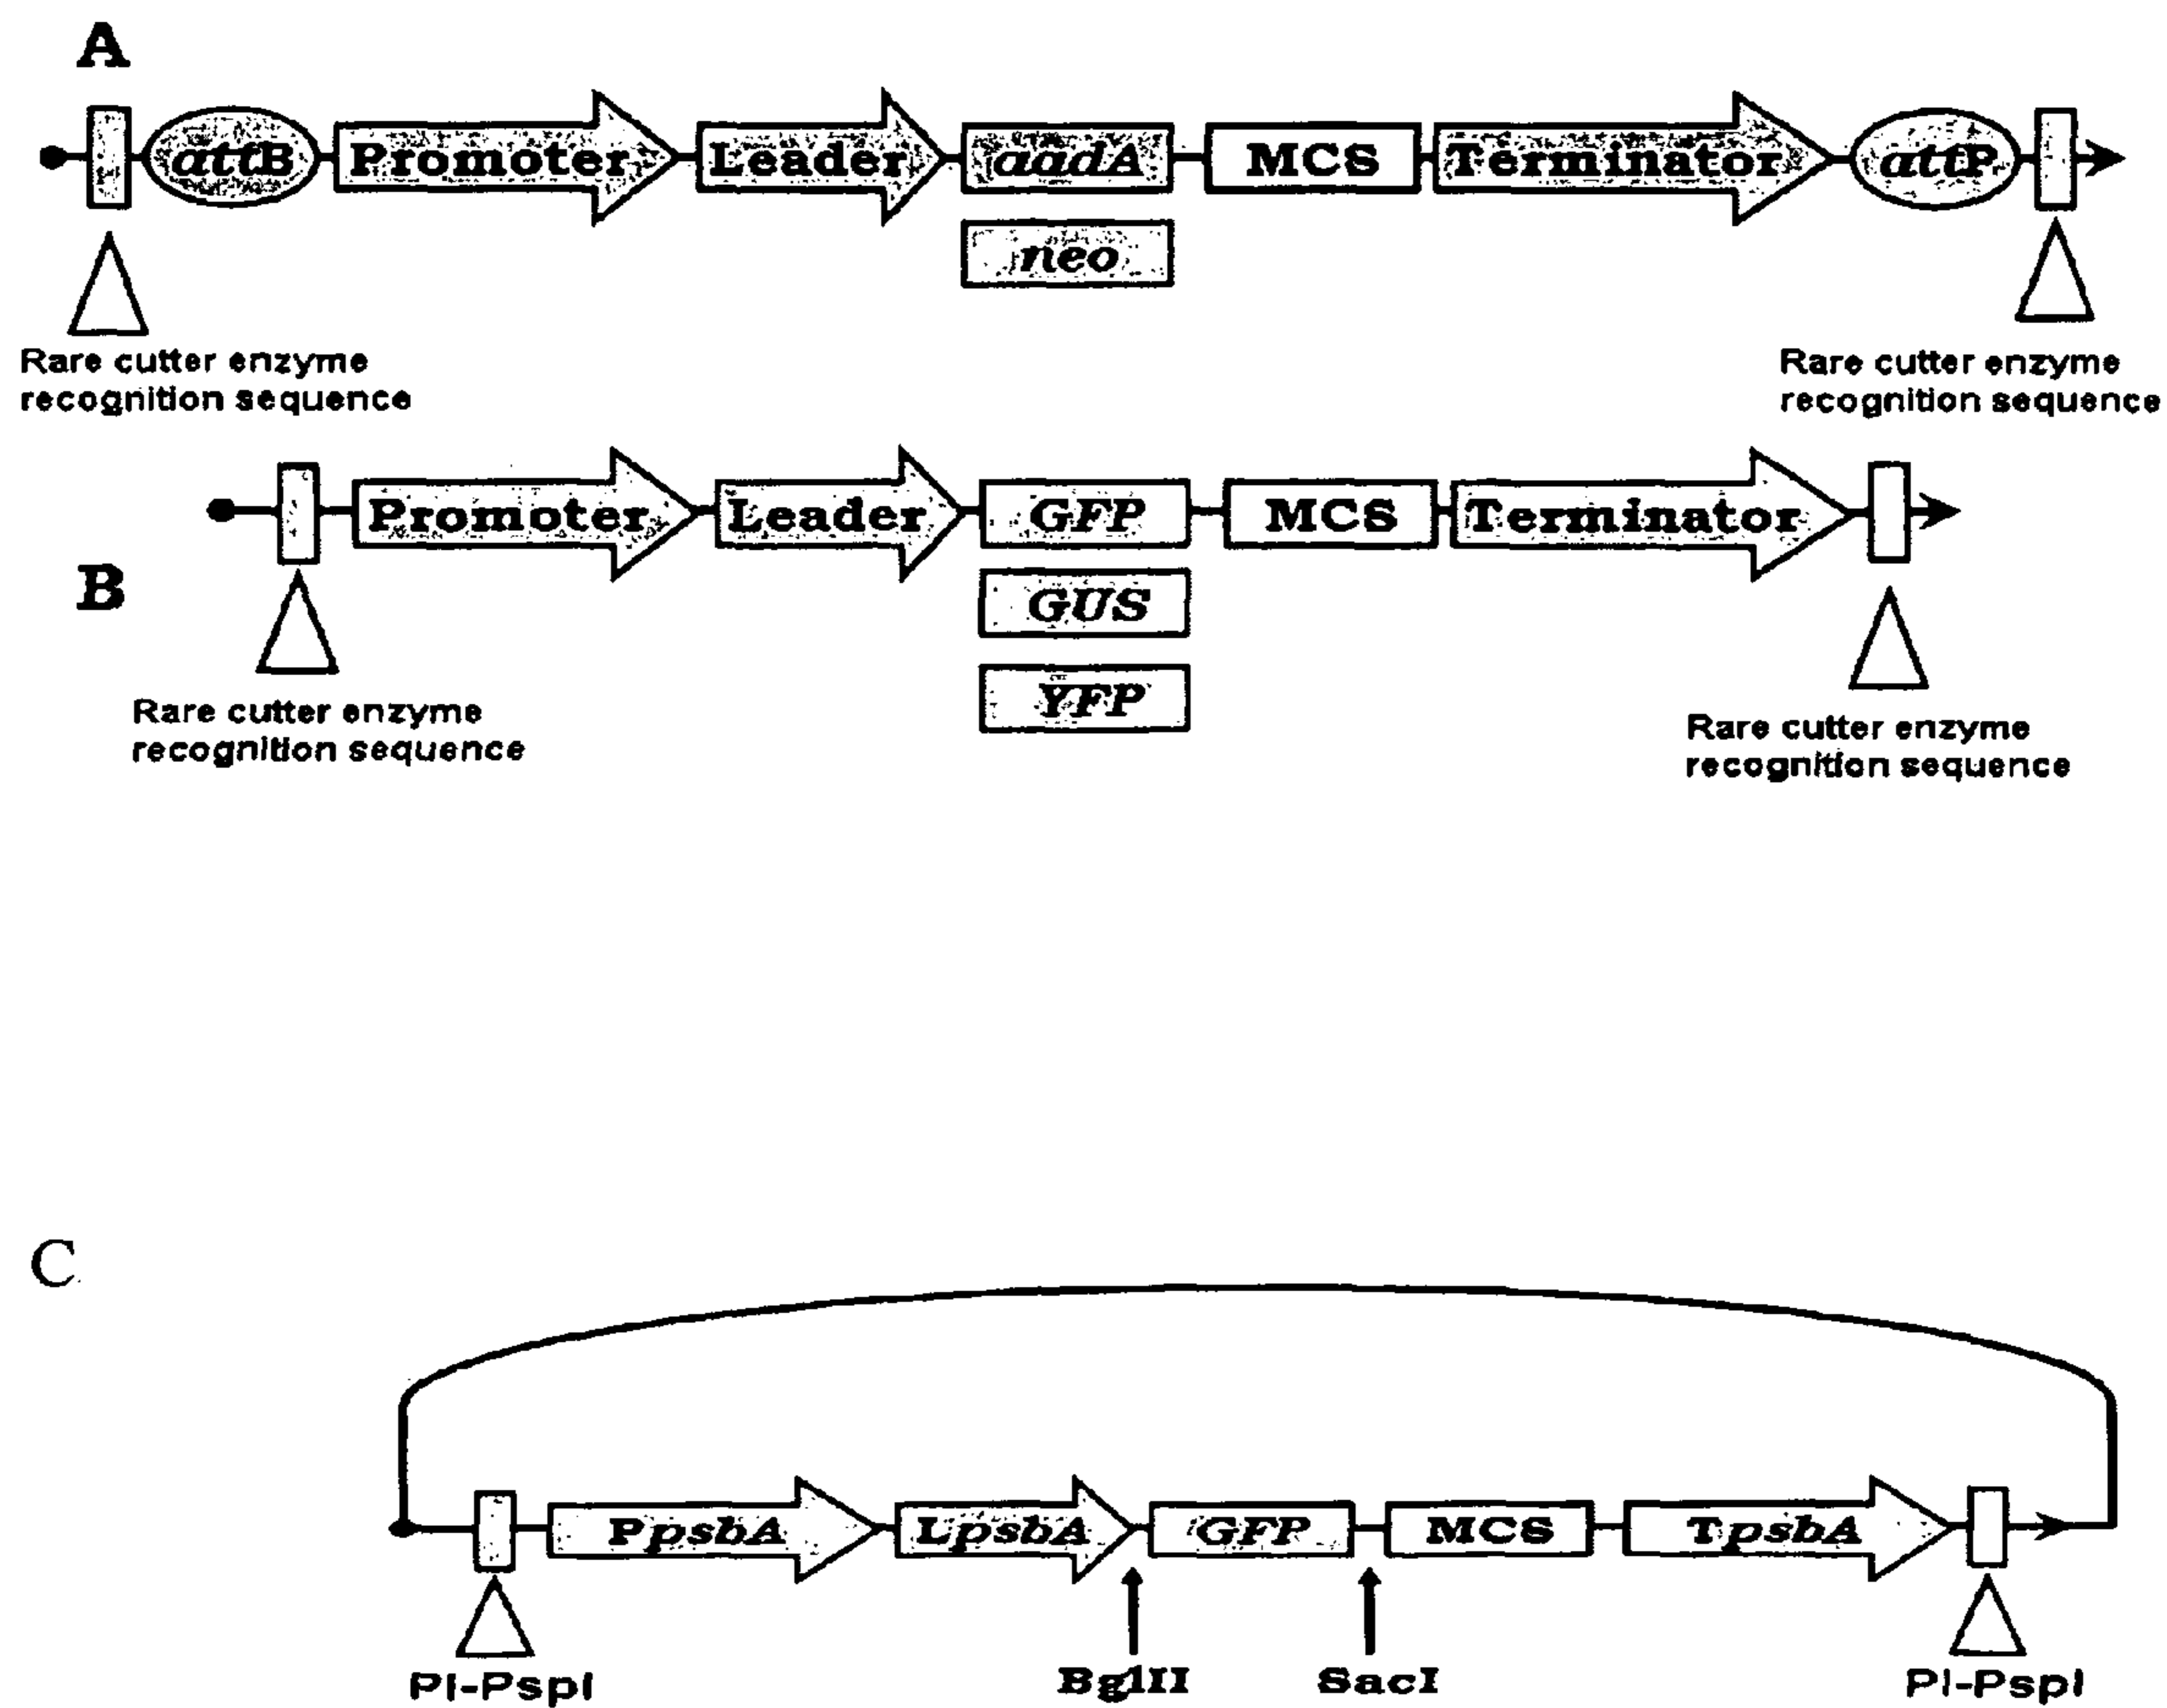 A
attB Promoter Leader aadA MCS Terminator attP
neo
Rare cutter enzyme
recognition sequence
Rare cutter enzyme
recognition sequence
Promoter Leader GFP MCS Terminator
B
GUS
YFP
Rare cutter enzyme
recognition sequence
Rare cutter enzyme
recognition sequence
C
PpsbA LpsbA GFP MCS TpsbA
PI-PspI BglII SacI PI-PspI